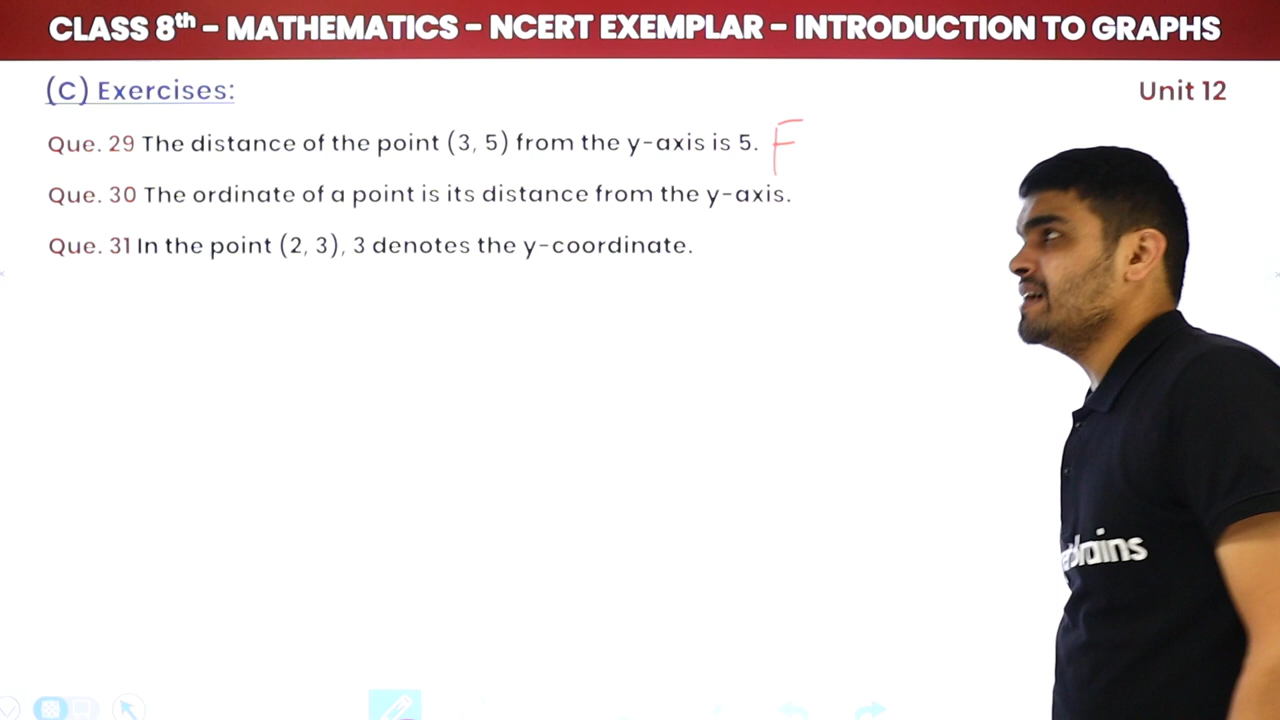 CLASS 8th - MATHEMATICS - NCERT EXEMPLAR - INTRODUCTION TO GRAPHS
(C) Exercises:
Unit 12
Que. 29 The distance of the point (3, 5) from the y-axis is 5. F
Que. 30 The ordinate of a point is its distance from the y-axis.
Que. 31 In the point (2, 3), 3 denotes the y-coordinate.